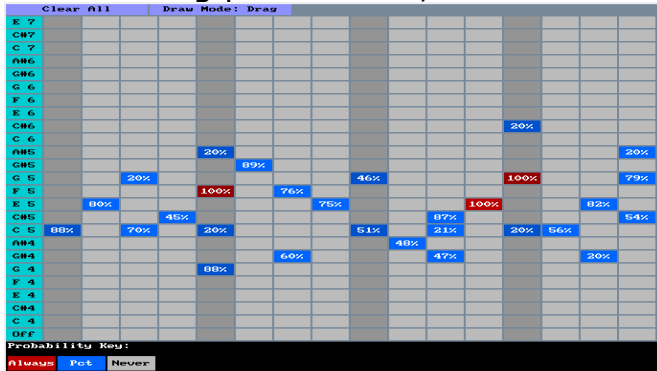 Clear All Draw Mode: Drag
E 7
C#7
C 7
A#6
G#6
G 6
F 6
E 6
C#6 20%
C 6
A#5 20% 20%
G#5 89%
G 5 20% 46% 100% 79%
F 5 100% 76%
E 5 80% 75% 100% 82%
C#5 45% 87% 54%
C 5 88% 70% 20% 51% 21% 20% 56%
A#4 48%
G#4 60% 47% 20%
G 4 88%
F 4
E 4
C#4
C 4
Off
Probability Key:
Always Pct Never